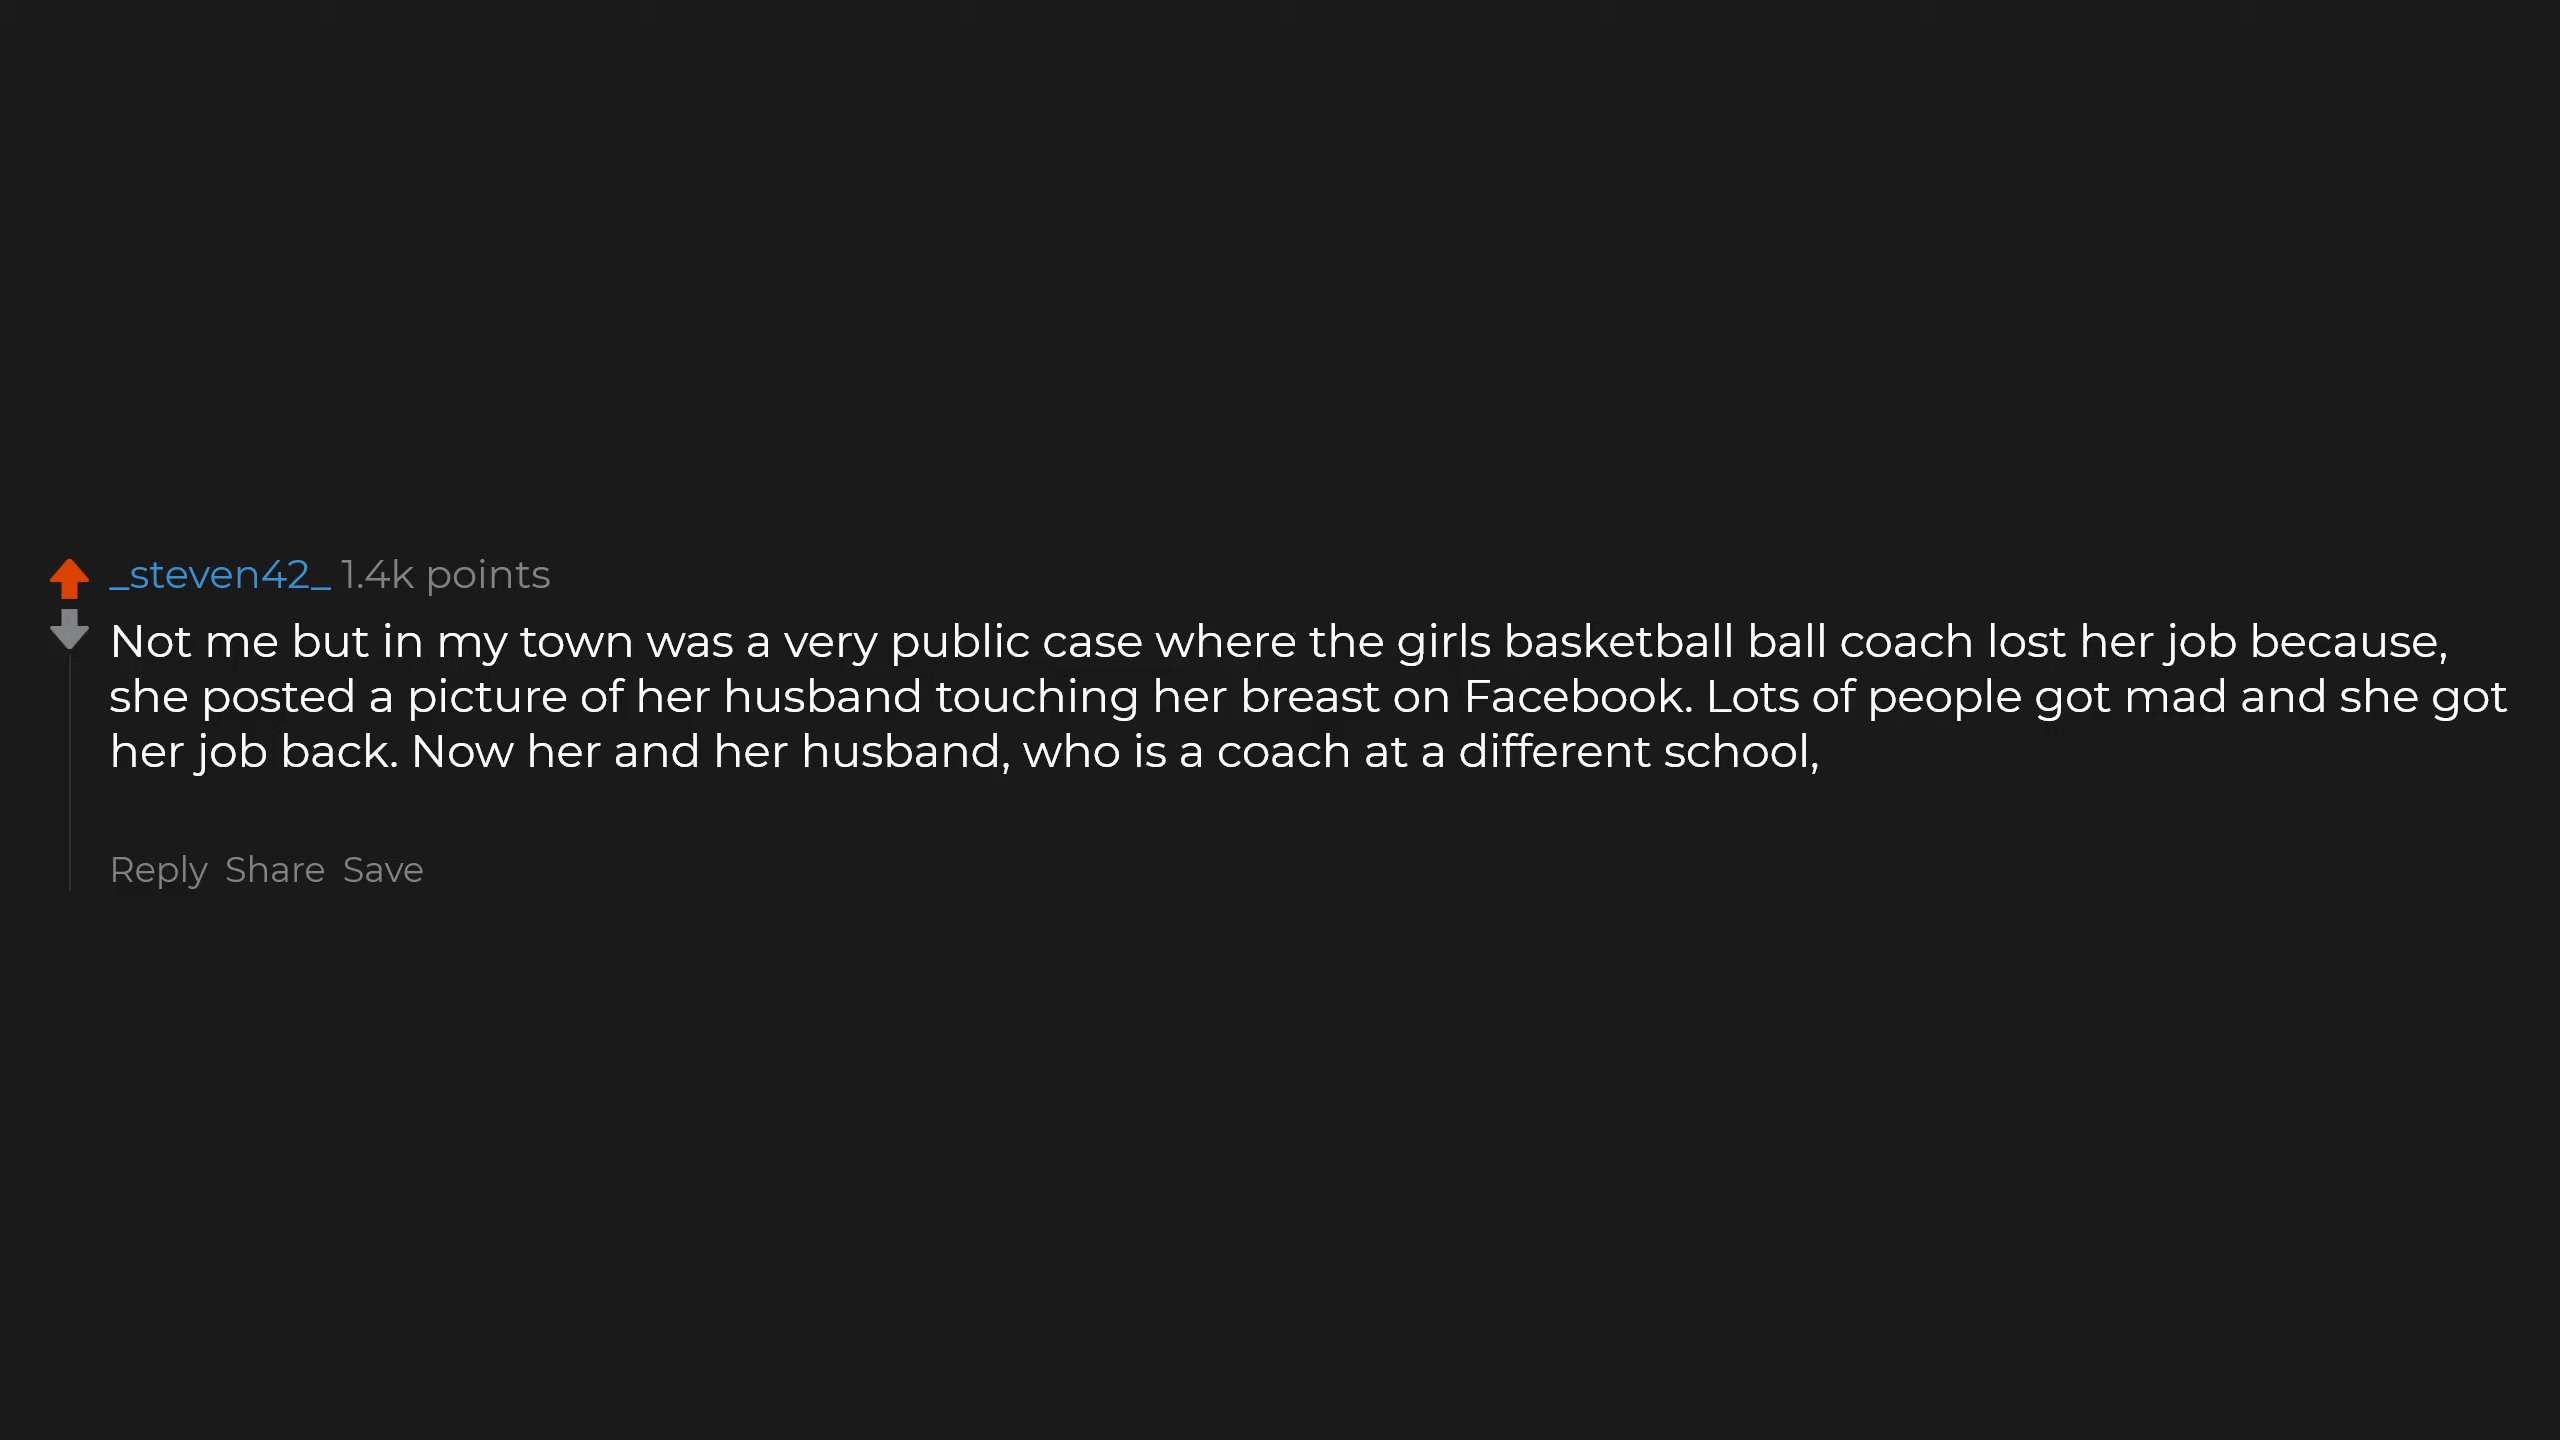 _steven42_ 1.4k points
Not me but in my town was a very public case where the girls basketball ball coach lost her job because,
she posted a picture of her husband touching her breast on Facebook. Lots of people got mad and she got
her job back. Now her and her husband, who is a coach at a different school,
Reply Share Save